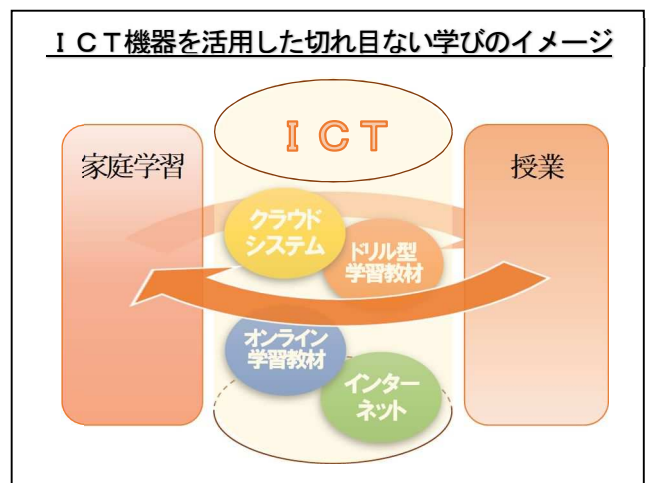 ＩＣＴ機器を活用した切れ目ない学びのイメージ
ＩＣＴ
家庭学習
授業
クラウド
システム
ドリル型
学習教材
オンライン
学習教材
インター
ネット